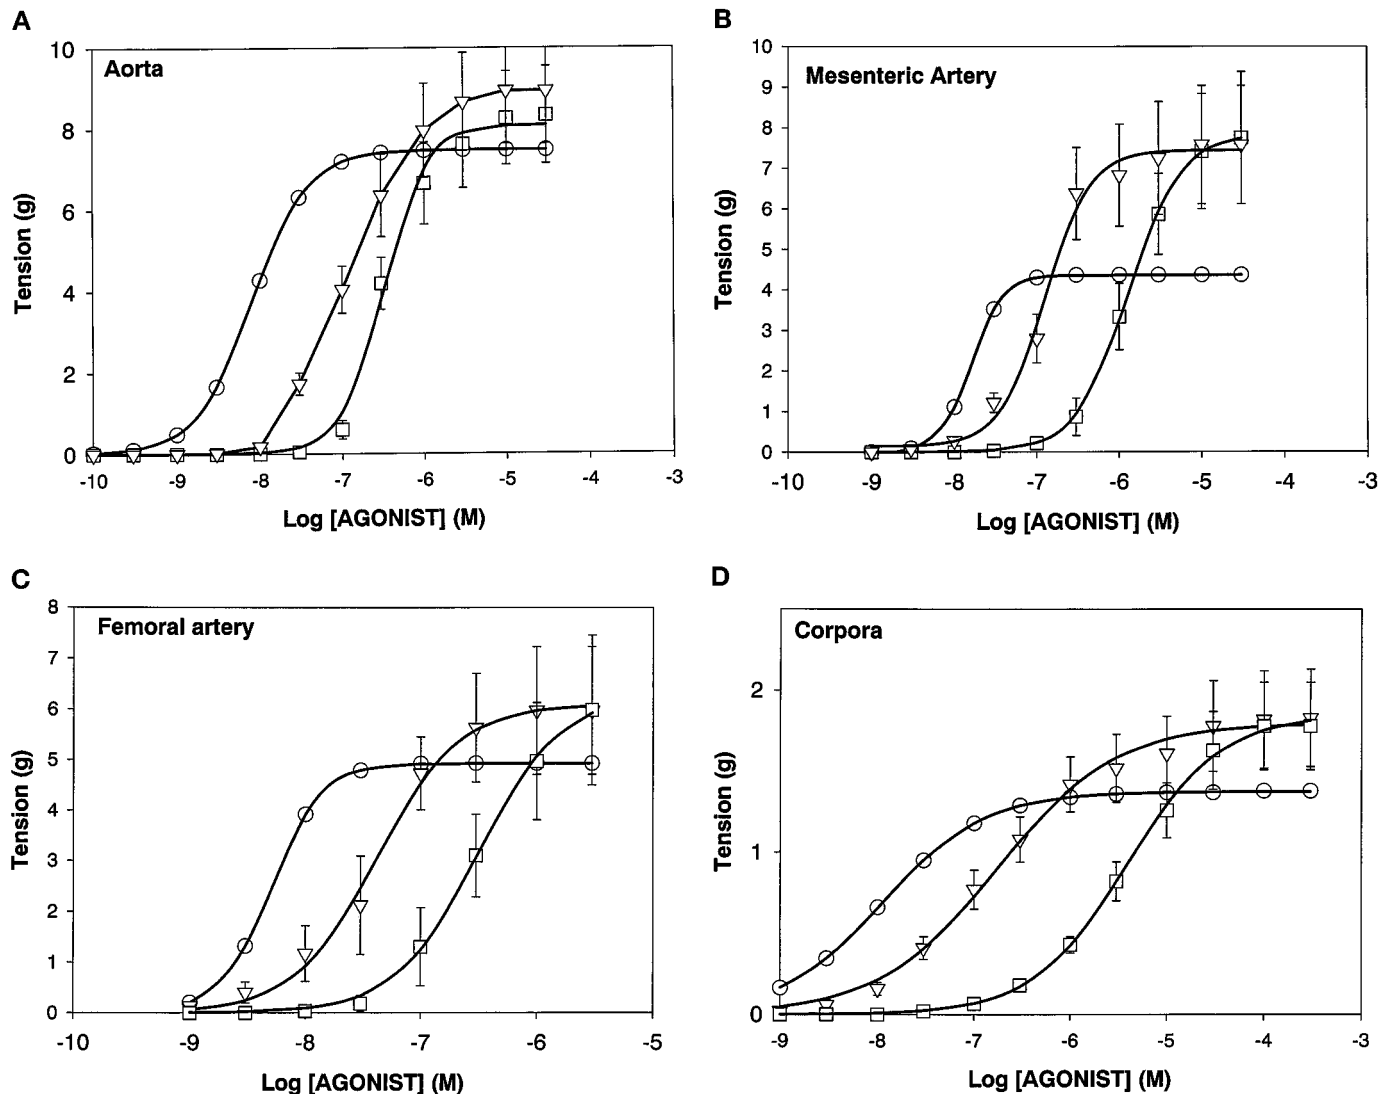 A
Aorta
Tension (g)
10
8
6
4
2
0
-10 -9 -8 -7 -6 -5 -4 -3
Log [AGONIST] (M)
B
Mesenteric Artery
Tension (g)
10
9
8
7
6
5
4
3
2
1
0
-10 -9 -8 -7 -6 -5 -4 -3
Log [AGONIST] (M)
C
Femoral artery
Tension (g)
8
7
6
5
4
3
2
1
0
-10 -9 -8 -7 -6 -5
Log [AGONIST] (M)
D
Corpora
Tension (g)
2
1
0
-9 -8 -7 -6 -5 -4 -3
Log [AGONIST] (M)